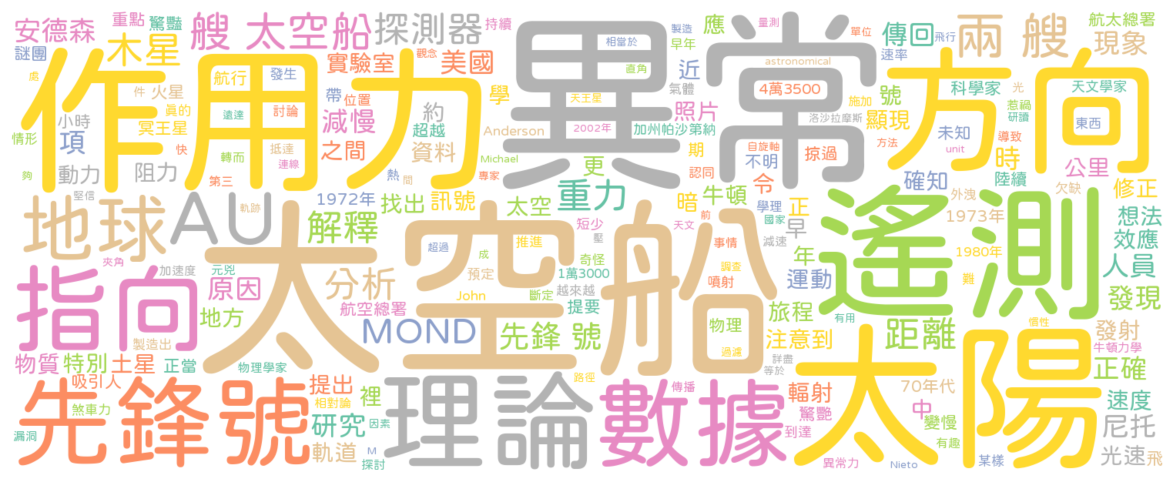 安德森
重點
驚豔
艘
太空船
探測器
持續
異常
相當於
製造
早年
量測
應
單位
傳回
兩
艘
航太總署
現象
謎團
木星
航行
發生
實驗室
美國
直角
近
氣體
astronomical
速率
飛行
處
作用力
件
火星
帶
位置
減慢
約
學
天王星
施加
4萬3500
號
科學家
光
天文學家
方向
真的
遠達
討論
超越
Anderson
2002年
照片
加州帕沙第納
洛沙拉摩斯
顯現
未知
惹禍
研讀
東西
情形
小時
冥王星
項
轉而
抵達
之間
資料
Michael
更
期
自旋軸
掠過
方法
導致
時
快
連線
第三
動力
阻力
夠
專家
認同
不明
unit
公里
堅信
軌跡
熱
間
1972年
找出
訊號
太空
重力
暗
牛頓
令
確知
陸續
修正
地球
AU
解釋
短少
前
學理
正
外洩
欠缺
1973年
想法
效應
太空船
天文
國家
早
遙測
夾角
加速度
元兇
超過
成
推進
壓
事情
減速
年
1980年
人員
指向
原因
分析
預定
奇怪
1萬3000
調查
運動
難
發現
航空總署
John
斷定
越來越
提要
噴射
地方
MOND
先鋒
號
物理
旅程
有用
惰性
製造出
注意到
距離
發射
牛頓力學
物質
特別
土星
正當
物理學家
過濾
詳盡
等於
太陽
正確
吸引人
提出
裡
路徑
傳播
輻射
70年代
先鋒號
理論
數據
煞車力
相對論
因素
驚艷
中
變慢
速度
研究
到達
有趣
尼托
漏洞
軌道
M
探討
異常力
Nieto
某樣
光速
飛